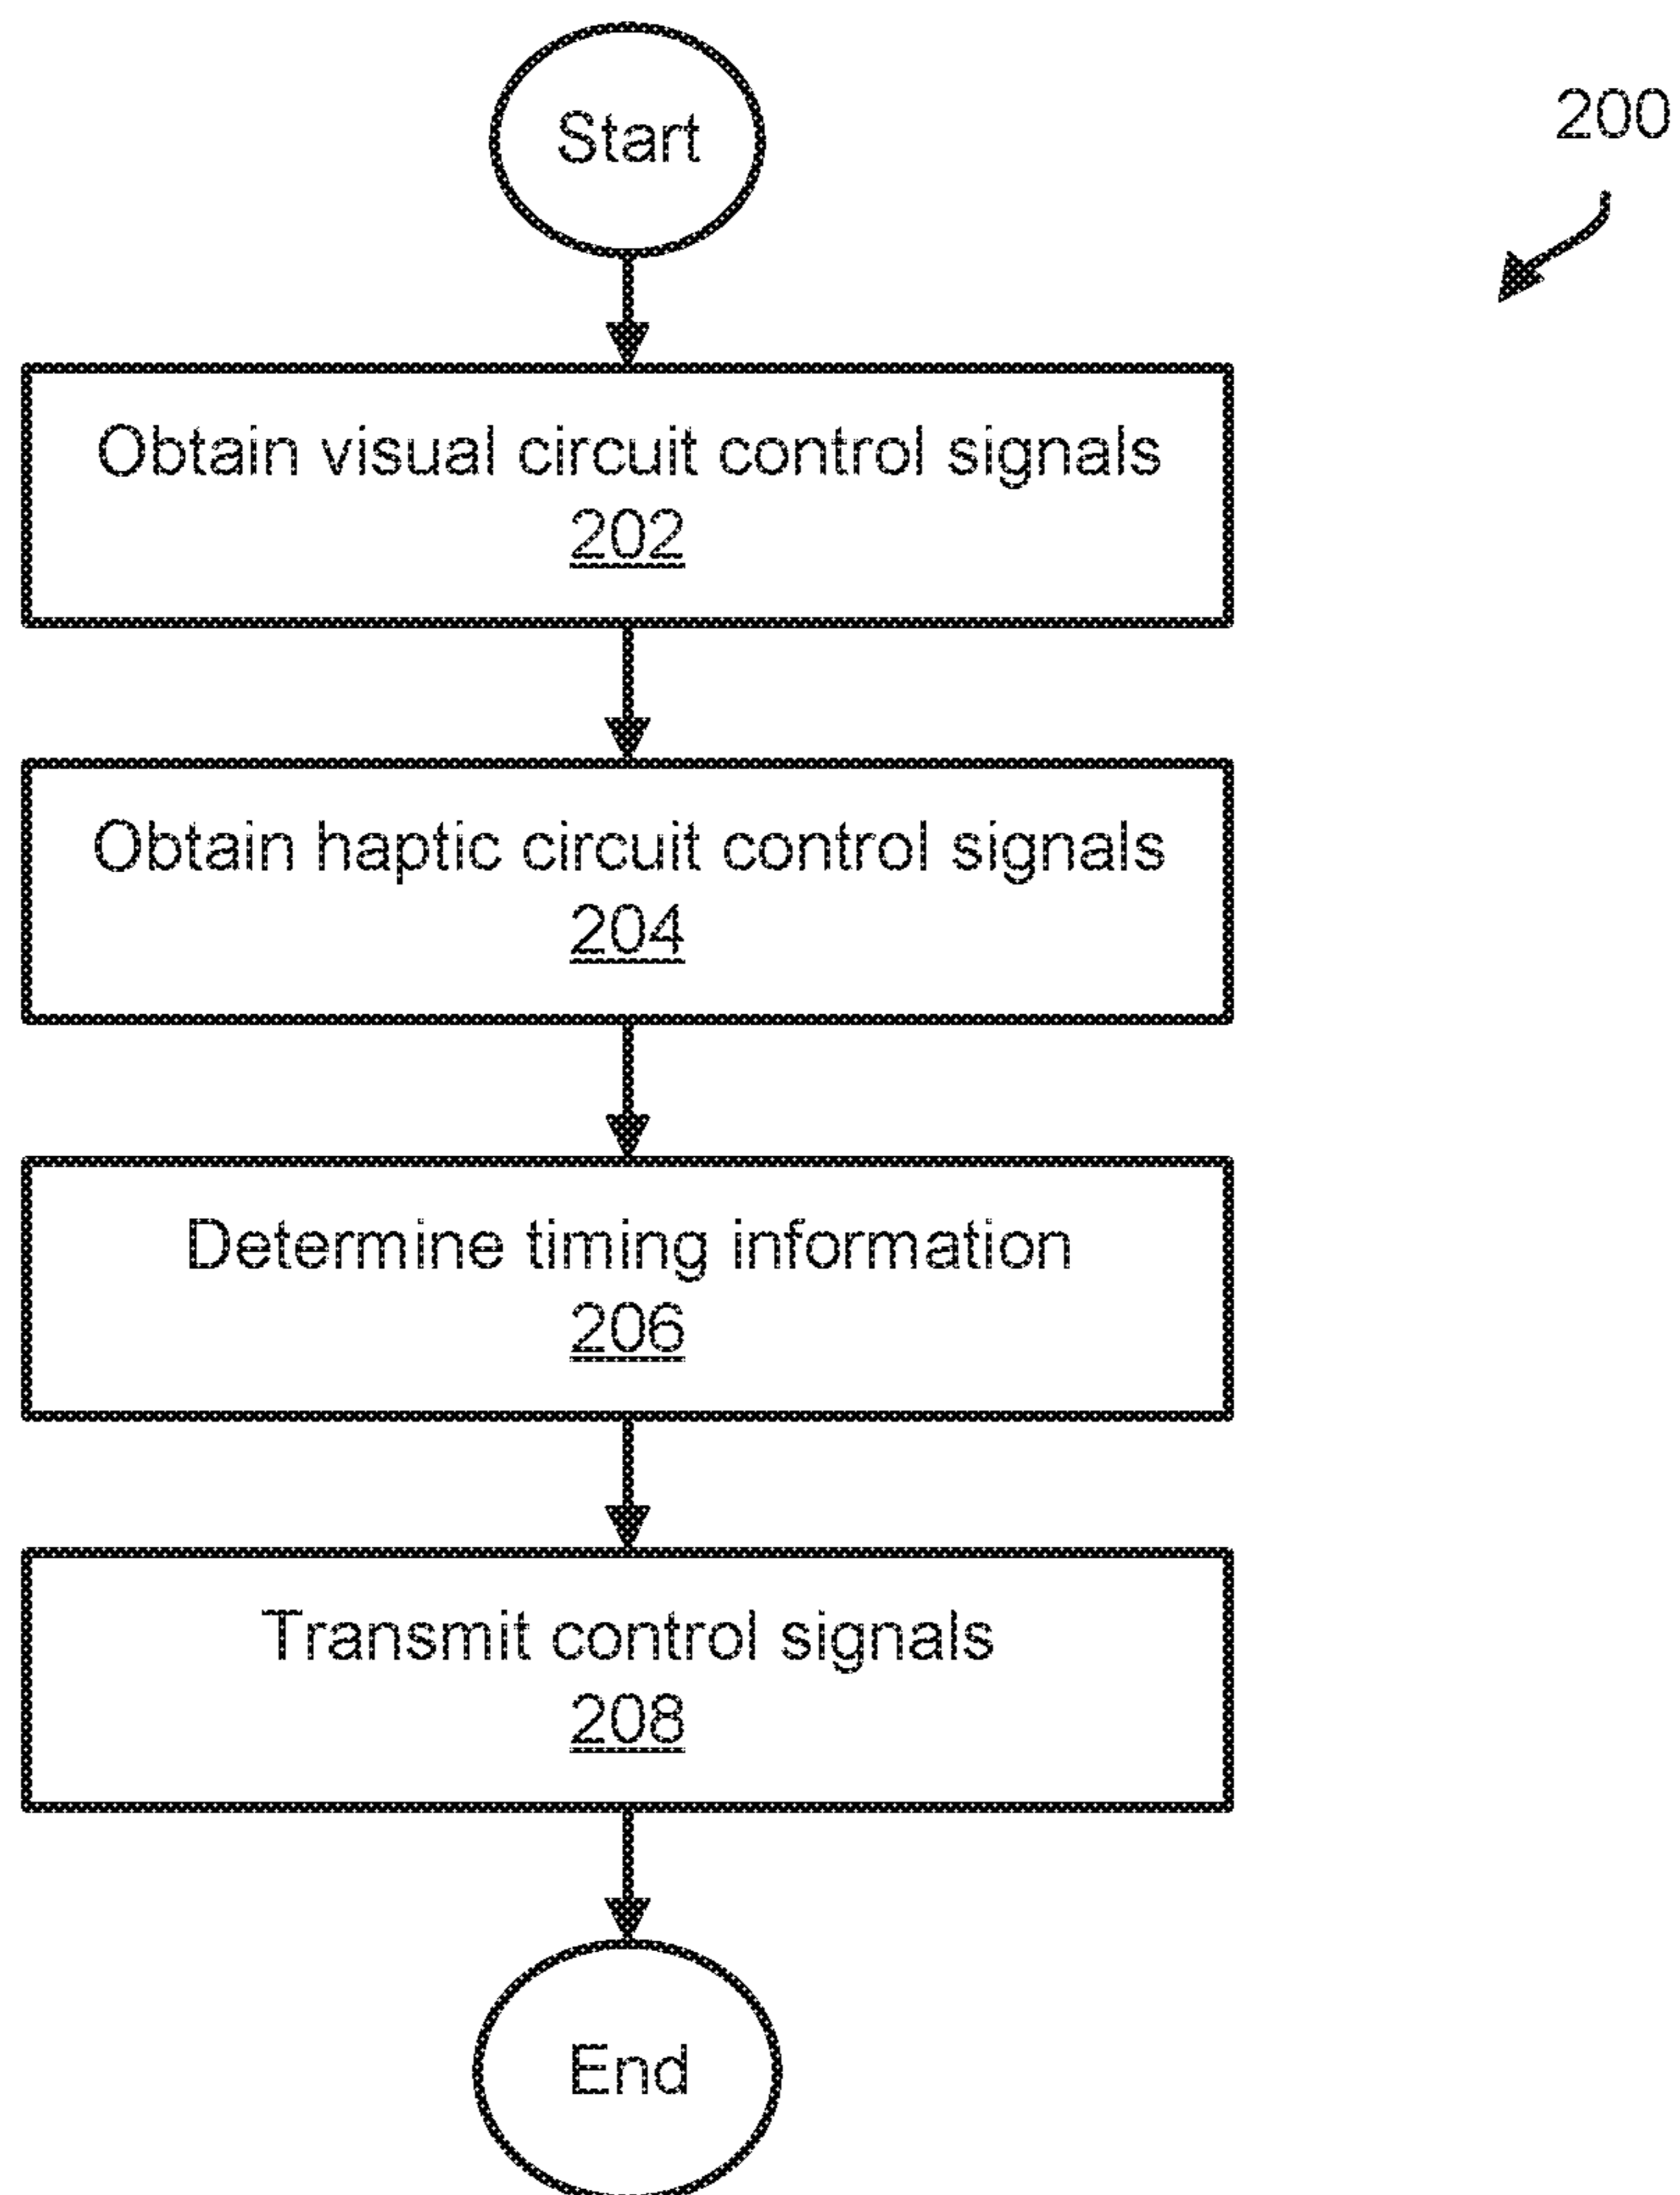 Start
200
Obtain visual circuit control signals
202
Obtain haptic circuit control signals
204
Determine timing information
206
Transmit control signals
208
End